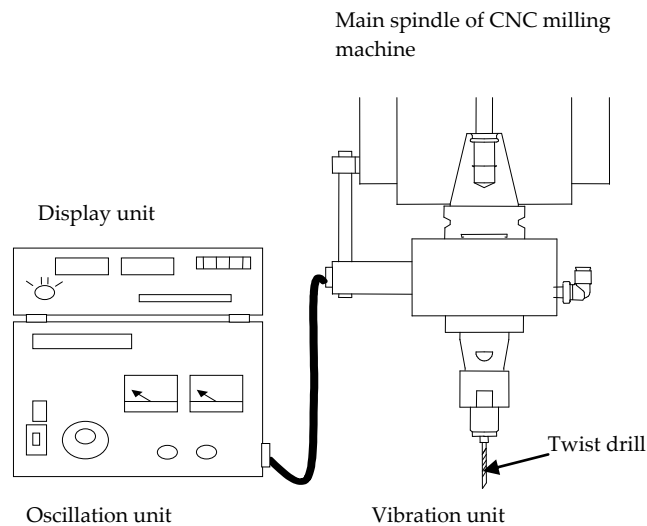 Main spindle of CNC milling
machine
Display unit
Twist drill
Oscillation unit
Vibration unit